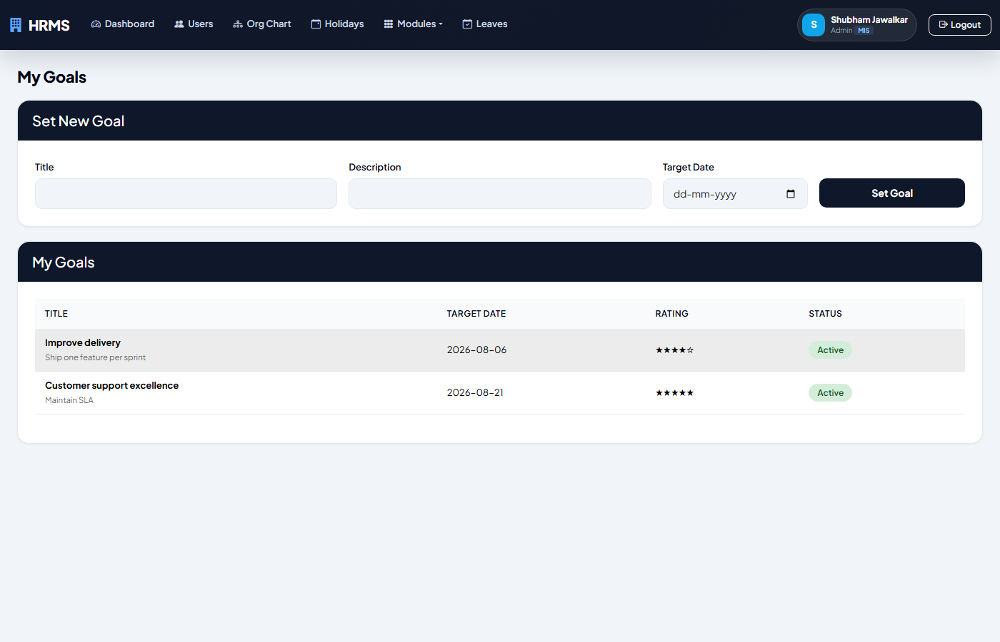 HRMS
Dashboard
Users
Org Chart
Holidays
Modules
Leaves
S
Shubham Jawalkar
Admin MIS
Logout
My Goals
Set New Goal
Title
Description
Target Date
dd-mm-yyyy
Set Goal
My Goals
TITLE TARGET DATE RATING STATUS
Improve delivery
Ship one feature per sprint
2026-08-06 ★★★★☆ Active
Customer support excellence
Maintain SLA
2026-08-21 ★★★★★ Active